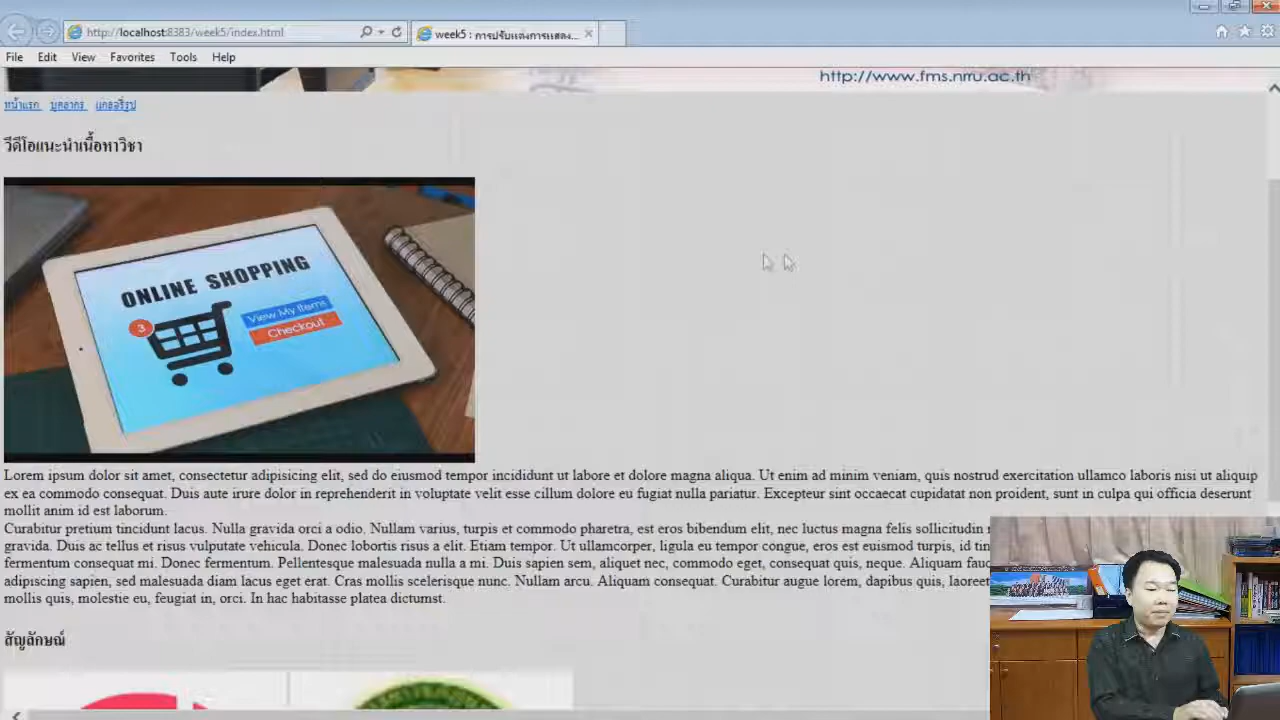 http://localhost:8383/week5/index.html
week5 : การปรับแต่งการแสดง...
File Edit View Favorites Tools Help
http://www.fms.nrru.ac.th
หน้าแรก บุคลากร แกลอรี่รูป
วีดีโอแนะนำเนื้อหาวิชา
ONLINE SHOPPING
3
View My Items
Checkout
Lorem ipsum dolor sit amet, consectetur adipisicing elit, sed do eiusmod tempor incididunt ut labore et dolore magna aliqua. Ut enim ad minim veniam, quis nostrud exercitation ullamco laboris nisi ut aliquip
ex ea commodo consequat. Duis aute irure dolor in reprehenderit in voluptate velit esse cillum dolore eu fugiat nulla pariatur. Excepteur sint occaecat cupidatat non proident, sunt in culpa qui officia deserunt
mollit anim id est laborum.
Curabitur pretium tincidunt lacus. Nulla gravida orci a odio. Nullam varius, turpis et commodo pharetra, est eros bibendum elit, nec luctus magna felis sollicitudin
gravida. Duis ac tellus et risus vulputate vehicula. Donec lobortis risus a elit. Etiam tempor. Ut ullamcorper, ligula eu tempor congue, eros est euismod turpis, id
fermentum consequat mi. Donec fermentum. Pellentesque malesuada nulla a mi. Duis sapien sem, aliquet nec, commodo eget, consequat quis, neque. Aliquam
adipiscing sapien, sed malesuada diam lacus eget erat. Cras mollis scelerisque nunc. Nullam arcu. Aliquam consequat. Curabitur augue lorem, dapibus quis,
mollis quis, molestie eu, feugiat in, orci. In hac habitasse platea dictumst.
สัญลักษณ์